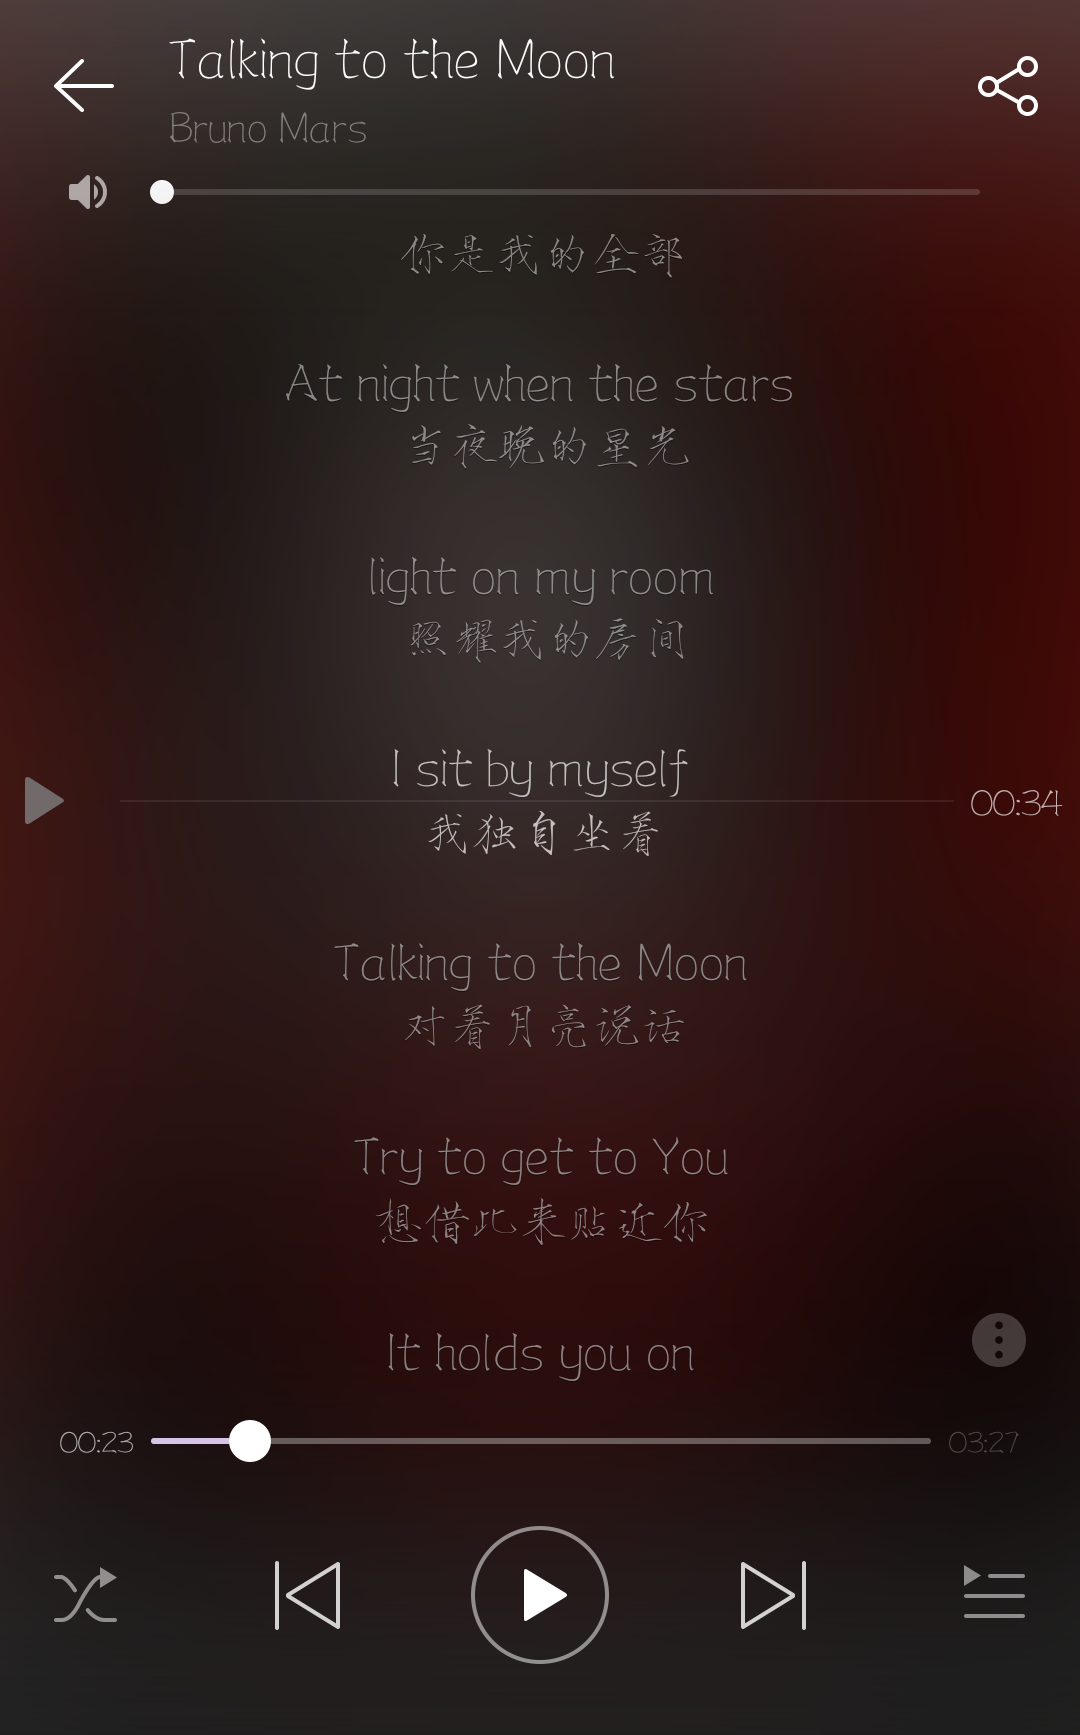 Talking to the Moon
Bruno Mars
你是我的全部
At night when the stars
当夜晚的星光
light on my room
照耀我的房间
I sit by myself
00:34
我独自坐着
Talking to the Moon
对着月亮说话
Try to get to You
想借此来贴近你
It holds you on
00:23
03:27